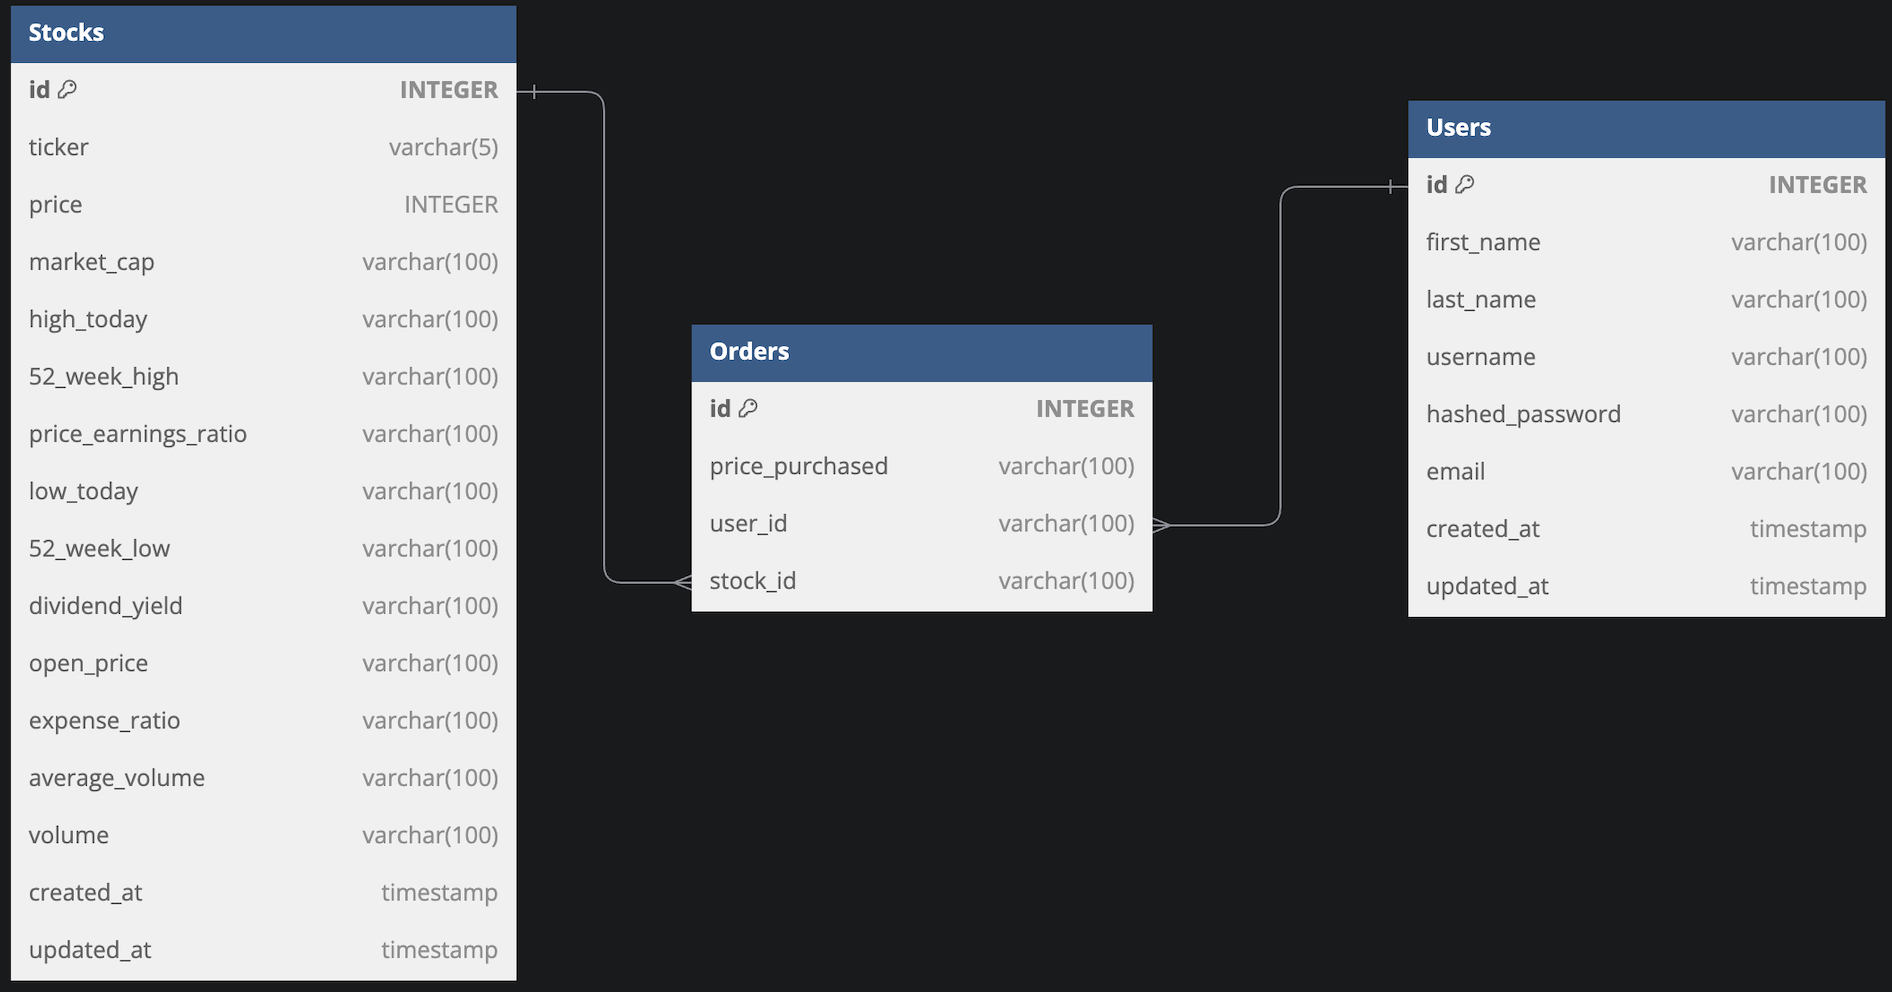 Stocks
id INTEGER
ticker varchar(5)
price INTEGER
market_cap varchar(100)
high_today varchar(100)
52_week_high varchar(100)
price_earnings_ratio varchar(100)
low_today varchar(100)
52_week_low varchar(100)
dividend_yield varchar(100)
open_price varchar(100)
expense_ratio varchar(100)
average_volume varchar(100)
volume varchar(100)
created_at timestamp
updated_at timestamp
Orders
id INTEGER
price_purchased varchar(100)
user_id varchar(100)
stock_id varchar(100)
Users
id INTEGER
first_name varchar(100)
last_name varchar(100)
username varchar(100)
hashed_password varchar(100)
email varchar(100)
created_at timestamp
updated_at timestamp